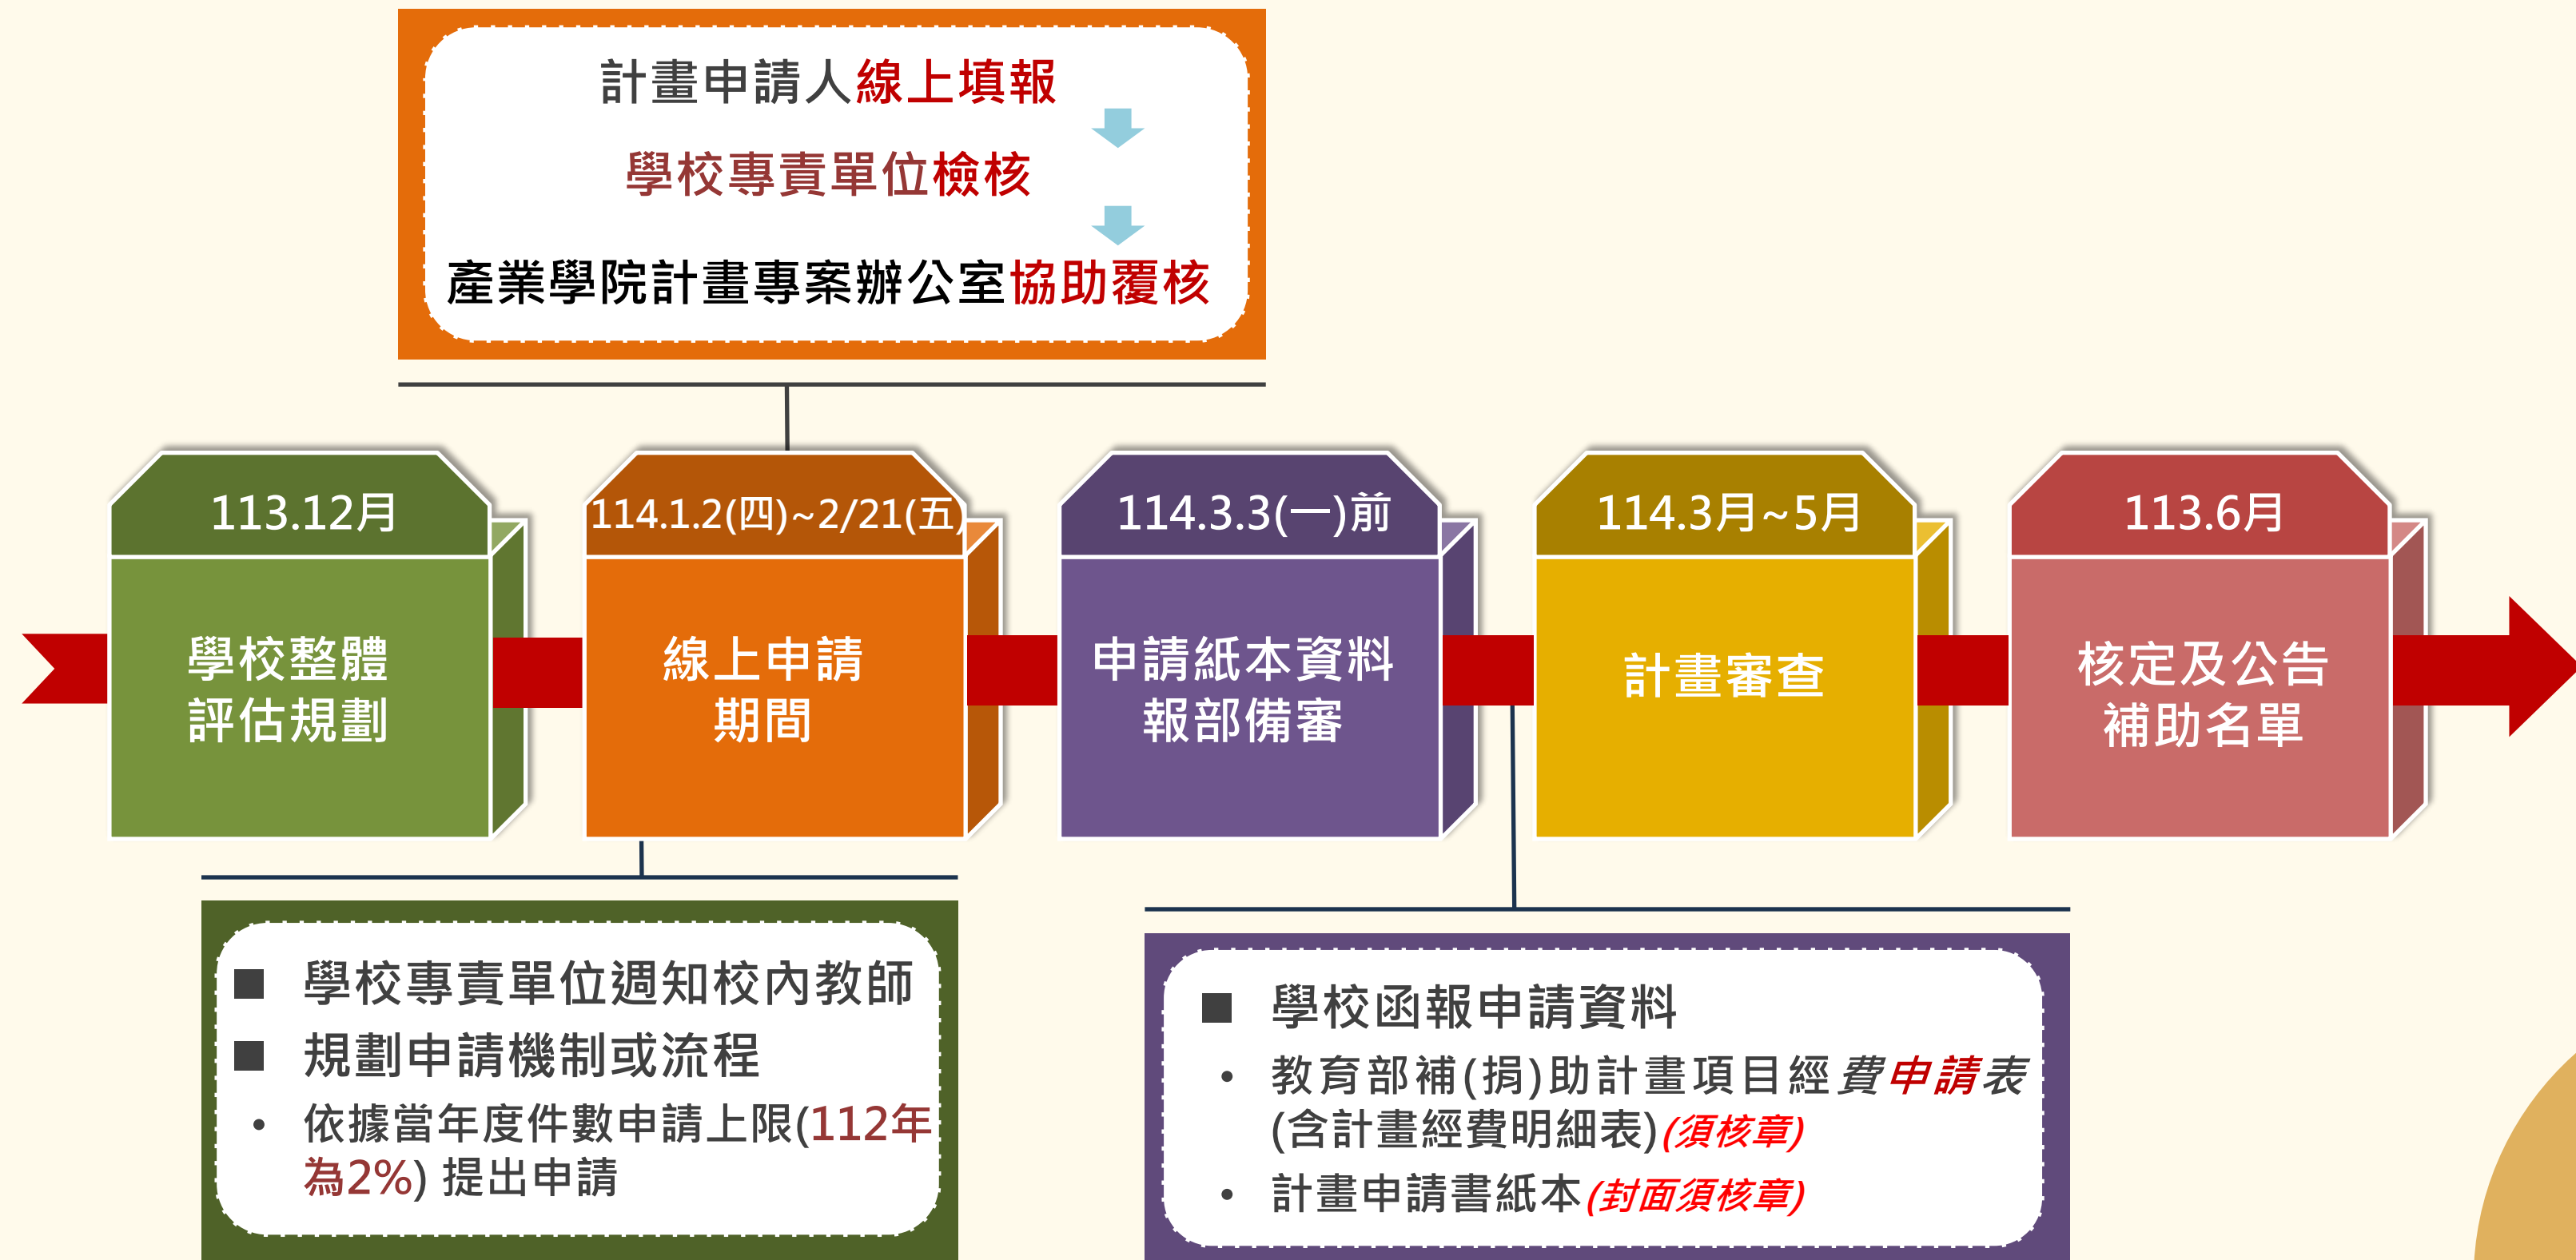 計畫申請人線上填報
學校專責單位檢核
產業學院計畫專案辦公室協助覆核
113.12月
學校整體
評估規劃
114.1.2(四)~2/21(五)
線上申請
期間
114.3.3(一)前
申請紙本資料
報部備審
114.3月~5月
計畫審查
113.6月
核定及公告
補助名單
■ 學校專責單位週知校內教師
■ 規劃申請機制或流程
• 依據當年度件數申請上限(112年
為2%) 提出申請
■ 學校函報申請資料
• 教育部補(捐)助計畫項目經費申請表
(含計畫經費明細表)(須核章)
• 計畫申請書紙本(封面須核章)